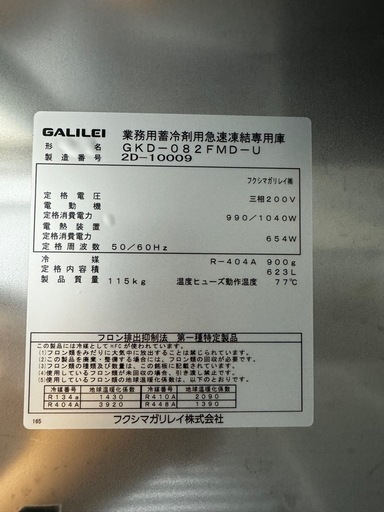 GALILEI 業務用蓄冷剤用急速凍結専用庫
形名 GKD-082FMD-U
製造番号 2D-10009
フクシマガリレイ㈱
定格電圧 三相200V
電動機
定格消費電力 990/1040W
電熱装置
定格消費電力 654W
定格周波数 50/60Hz
冷媒 R-404A 900g
定格内容積 623L
製品質量 115kg 温度ヒューズ動作温度 77℃
フロン排出抑制法 第一種特定製品
この製品には冷媒としてHFCが使われています。
(1)フロン類をみだりに大気中に放出することは禁じられています。
(2)この製品を廃棄・整備する場合には、フロン類の回収が必要です。
(3)フロン類の種類及び数量は、この銘板に記載されています。
(4)使用しているフロン類が未回収の場合、引き渡し禁止です。
(5)使用しているフロン類の地球温暖化係数は、以下のとおりです。
冷媒番号 地球温暖化係数 冷媒番号 地球温暖化係数
R134a 1430 R410A 2090
R404A 3920 R448A 1390
165 フクシマガリレイ株式会社